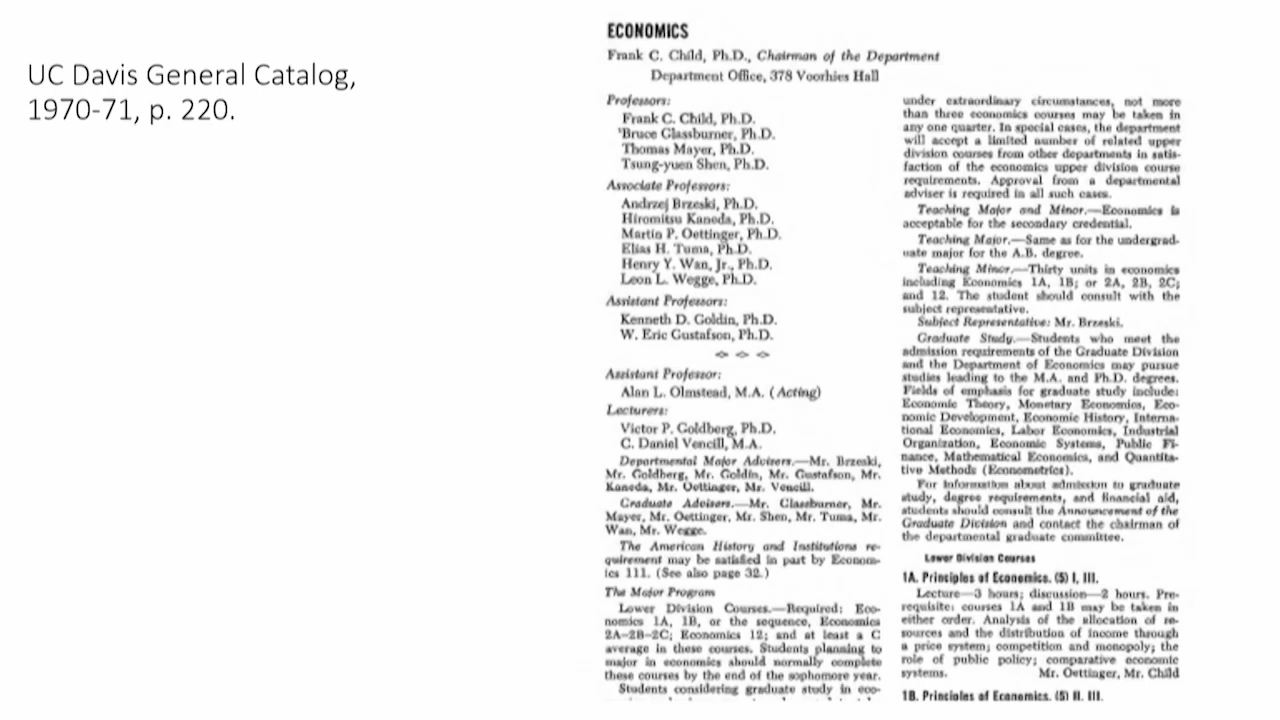 UC Davis General Catalog,
1970-71, p. 220.
ECONOMICS
Frank C. Child, Ph.D., Chairman of the Department
Department Office, 378 Voorhies Hall
Professors:
Frank C. Child, Ph.D.
¹Bruce Glassburner, Ph.D.
Thomas Mayer, Ph.D.
Tsung-yuen Shen, Ph.D.
Associate Professors:
Andrzej Brzeski, Ph.D.
Hiromitsu Kaneda, Ph.D.
Martin P. Oettinger, Ph.D.
Elias H. Tuma, Ph.D.
Henry Y. Wan, Jr., Ph.D.
Leon L. Wegge, Ph.D.
Assistant Professors:
Kenneth D. Goldin, Ph.D.
W. Eric Gustafson, Ph.D.
Assistant Professor:
Alan L. Olmstead, M.A. (Acting)
Lecturers:
Victor P. Goldberg, Ph.D.
C. Daniel Vencill, M.A.
Departmental Major Advisers.—Mr. Brzeski,
Mr. Goldberg, Mr. Goldin, Mr. Gustafson, Mr.
Kaneda, Mr. Oettinger, Mr. Vencill.
Graduate Advisers.—Mr. Glassburner, Mr.
Mayer, Mr. Oettinger, Mr. Shen, Mr. Tuma, Mr.
Wan, Mr. Wegge.
The American History and Institutions re-
quirement may be satisfied in part by Econom-
ics 111. (See also page 32.)
The Major Program
Lower Division Courses.—Required: Eco-
nomics 1A, 1B, or the sequence, Economics
2A–2B–2C; Economics 12; and at least a C
average in these courses. Students planning to
major in economics should normally complete
these courses by the end of the sophomore year.
Students considering graduate study in eco-
under extraordinary circumstances, not more
than three economics courses may be taken in
any one quarter. In special cases, the department
will accept a limited number of related upper
division courses from other departments in satis-
faction of the economics upper division course
requirements. Approval from a departmental
adviser is required in all such cases.
Teaching Major and Minor.—Economics is
acceptable for the secondary credential.
Teaching Major.—Same as for the undergrad-
uate major for the A.B. degree.
Teaching Minor.—Thirty units in economics
including Economics 1A, 1B; or 2A, 2B, 2C;
and 12. The student should consult with the
subject representative.
Subject Representative: Mr. Brzeski.
Graduate Study.—Students who meet the
admission requirements of the Graduate Division
and the Department of Economics may pursue
studies leading to the M.A. and Ph.D. degrees.
Fields of emphasis for graduate study include:
Economic Theory, Monetary Economics, Eco-
nomic Development, Economic History, Interna-
tional Economics, Labor Economics, Industrial
Organization, Economic Systems, Public Fi-
nance, Mathematical Economics, and Quantita-
tive Methods (Econometrics).
For information about admission to graduate
study, degree requirements, and financial aid,
students should consult the Announcement of the
Graduate Division and contact the chairman of
the departmental graduate committee.
Lower Division Courses
1A. Principles of Economics. (5) I, III.
Lecture—3 hours; discussion—2 hours. Pre-
requisite: courses 1A and 1B may be taken in
either order. Analysis of the allocation of re-
sources and the distribution of income through
a price system; competition and monopoly; the
role of public policy; comparative economic
systems. Mr. Oettinger, Mr. Child
1B. Principles of Economics. (5) II, III.